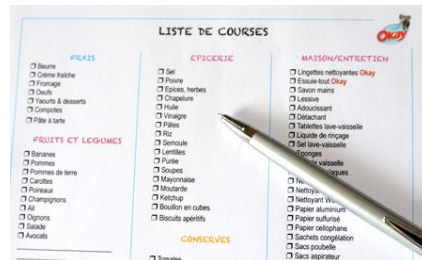 LISTE DE COURSES
Okay
FRAIS
Beurre
Crème fraîche
Fromage
Oeufs
Yaourts & desserts
Compotes
Pâte à tarte
FRUITS ET LEGUMES
Bananes
Pommes
Pommes de terre
Carottes
Poireaux
Champignons
Ail
Oignons
Salade
Avocats
EPICERIE
Sel
Poivre
Epices, herbes
Chapelure
Huile
Vinaigre
Pâtes
Riz
Semoule
Lentilles
Purée
Soupes
Mayonnaise
Moutarde
Ketchup
Bouillon en cubes
Biscuits apéritifs
CONSERVES
Tomates
MAISON/ENTRETIEN
Lingettes nettoyantes Okay
Essuie-tout Okay
Savon mains
Lessive
Adoucissant
Détachant
Tablettes lave-vaisselle
Liquide de rinçage
Sel lave-vaisselle
Eponges
vaisselle
Papier aluminium
Papier sulfurisé
Papier cellophane
Sachets congélation
Sacs poubelle
Sacs aspirateur